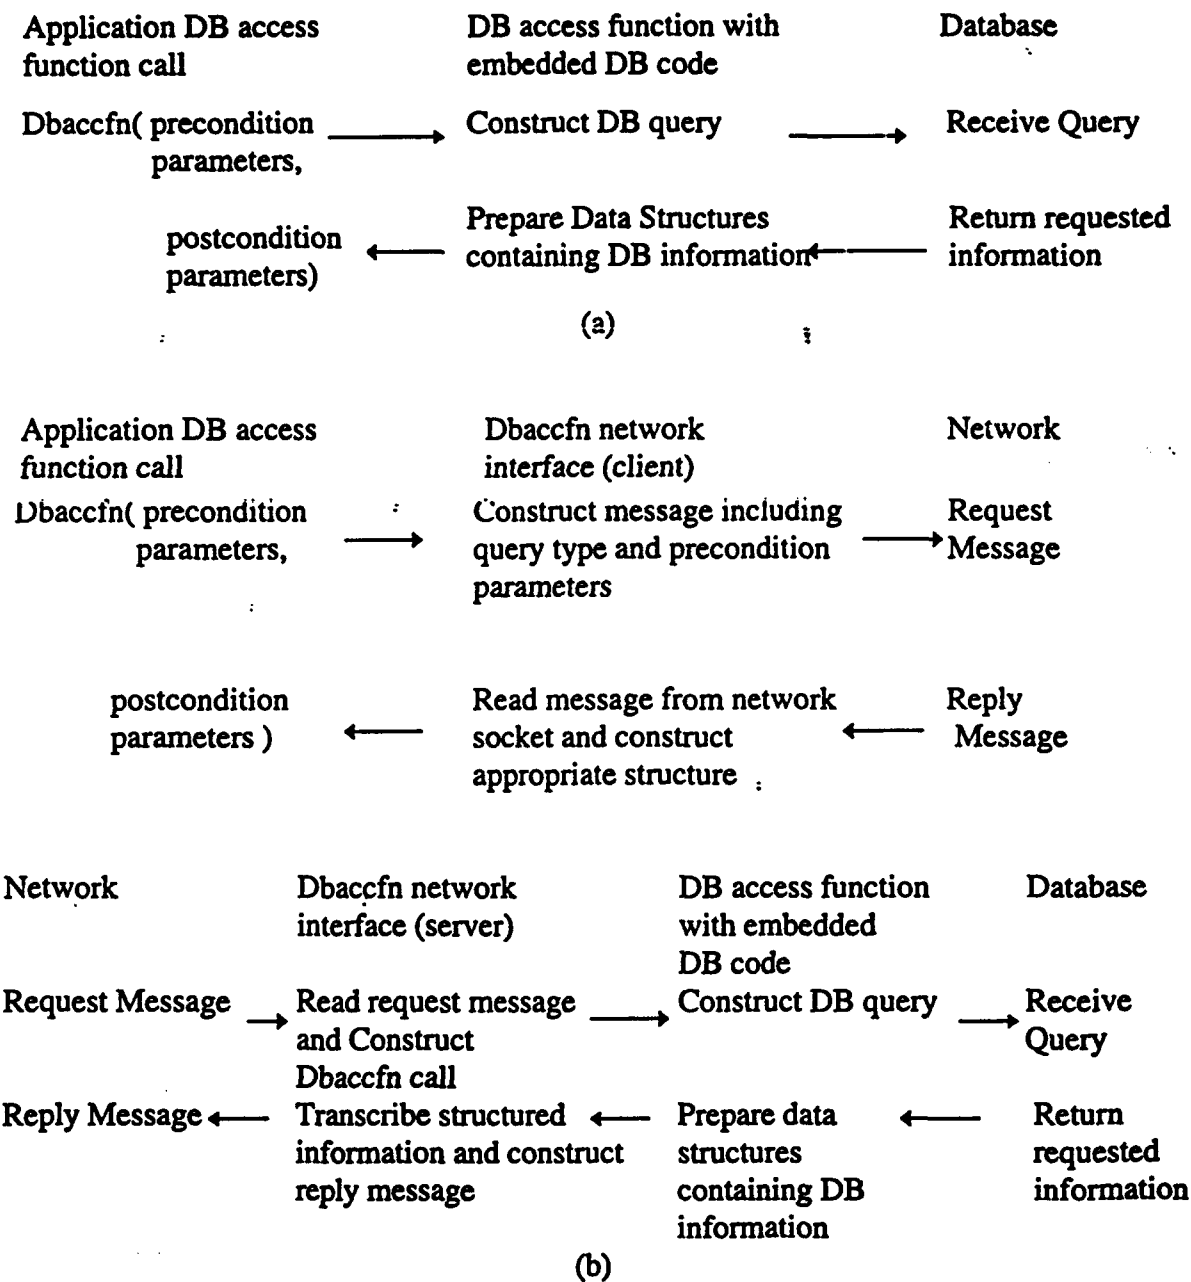 Application DB access
function call
DB access function with
embedded DB code
Database
Dbaccfn( precondition
parameters,
Construct DB query
Receive Query
postcondition
parameters)
Prepare Data Structures
containing DB information
Return requested
information
(a)
Application DB access
function call
Dbaccfn network
interface (client)
Network
Dbaccfn( precondition
parameters,
Construct message including
query type and precondition
parameters
Request
Message
postcondition
parameters )
Read message from network
socket and construct
appropriate structure
Reply
Message
Network
Dbaccfn network
interface (server)
DB access function
with embedded
DB code
Database
Request Message
Read request message
and Construct
Dbaccfn call
Construct DB query
Receive
Query
Reply Message
Transcribe structured
information and construct
reply message
Prepare data
structures
containing DB
information
Return
requested
information
(b)